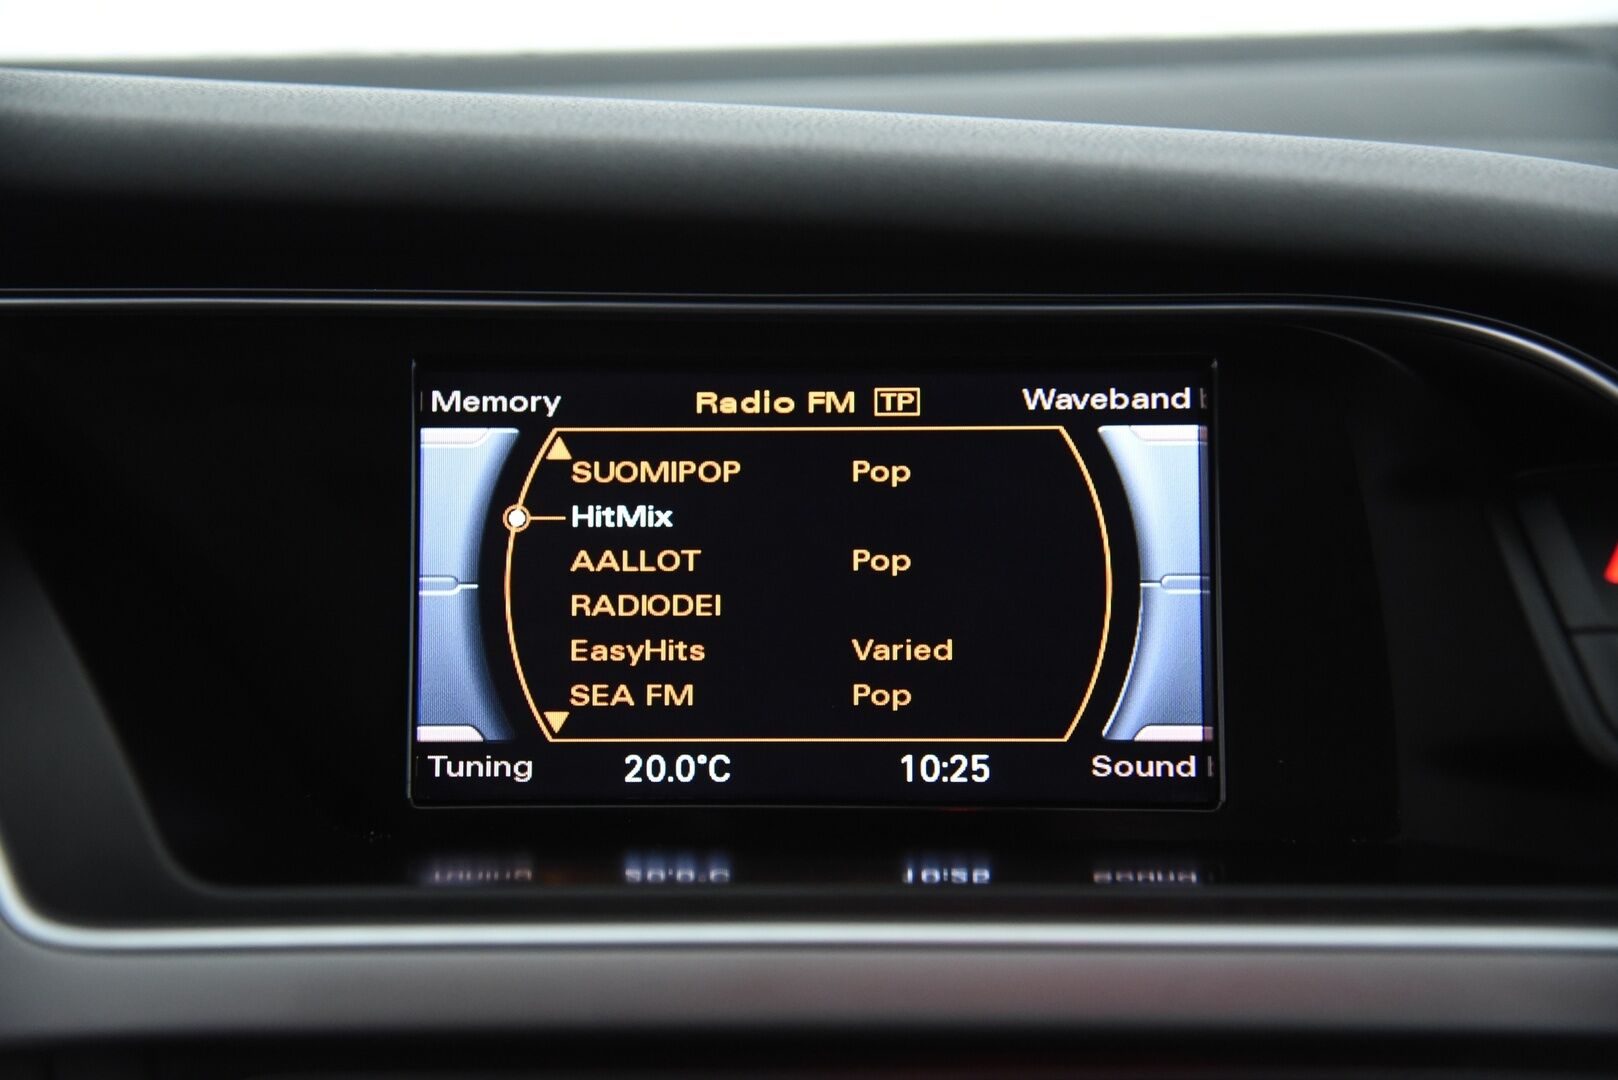 Memory Radio FM TP Waveband
SUOMIPOP Pop
HitMix
AALLOT Pop
RADIODEI
EasyHits Varied
SEA FM Pop
Tuning 20.0°C 10:25 Sound